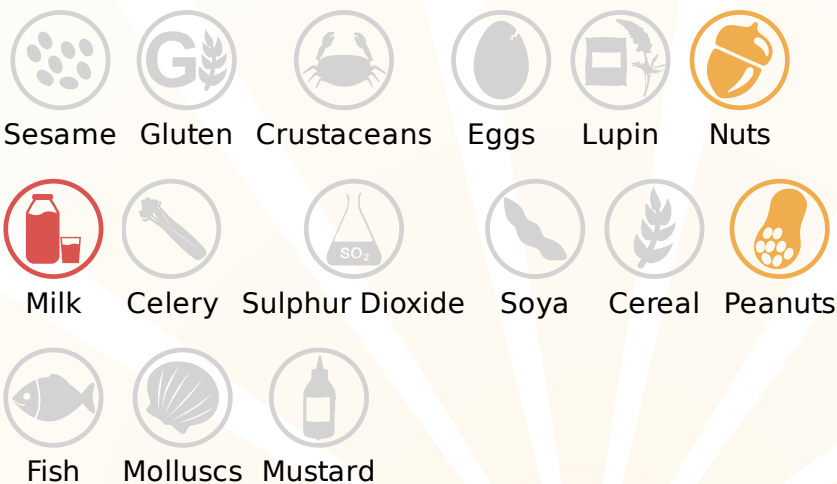 G
Sesame Gluten Crustaceans Eggs Lupin Nuts
SO₂
Milk Celery Sulphur Dioxide Soya Cereal Peanuts
Fish Molluscs Mustard